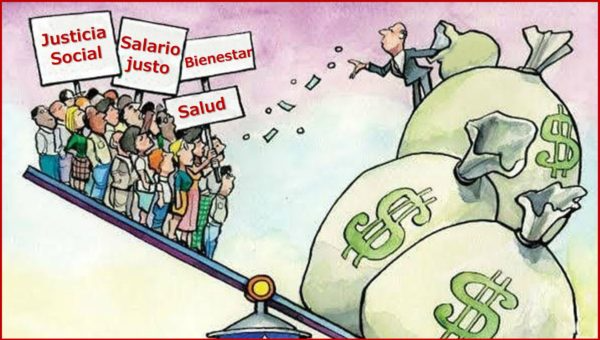 Justicia
Social
Salario
justo
Bienestar
Salud
$
$
$